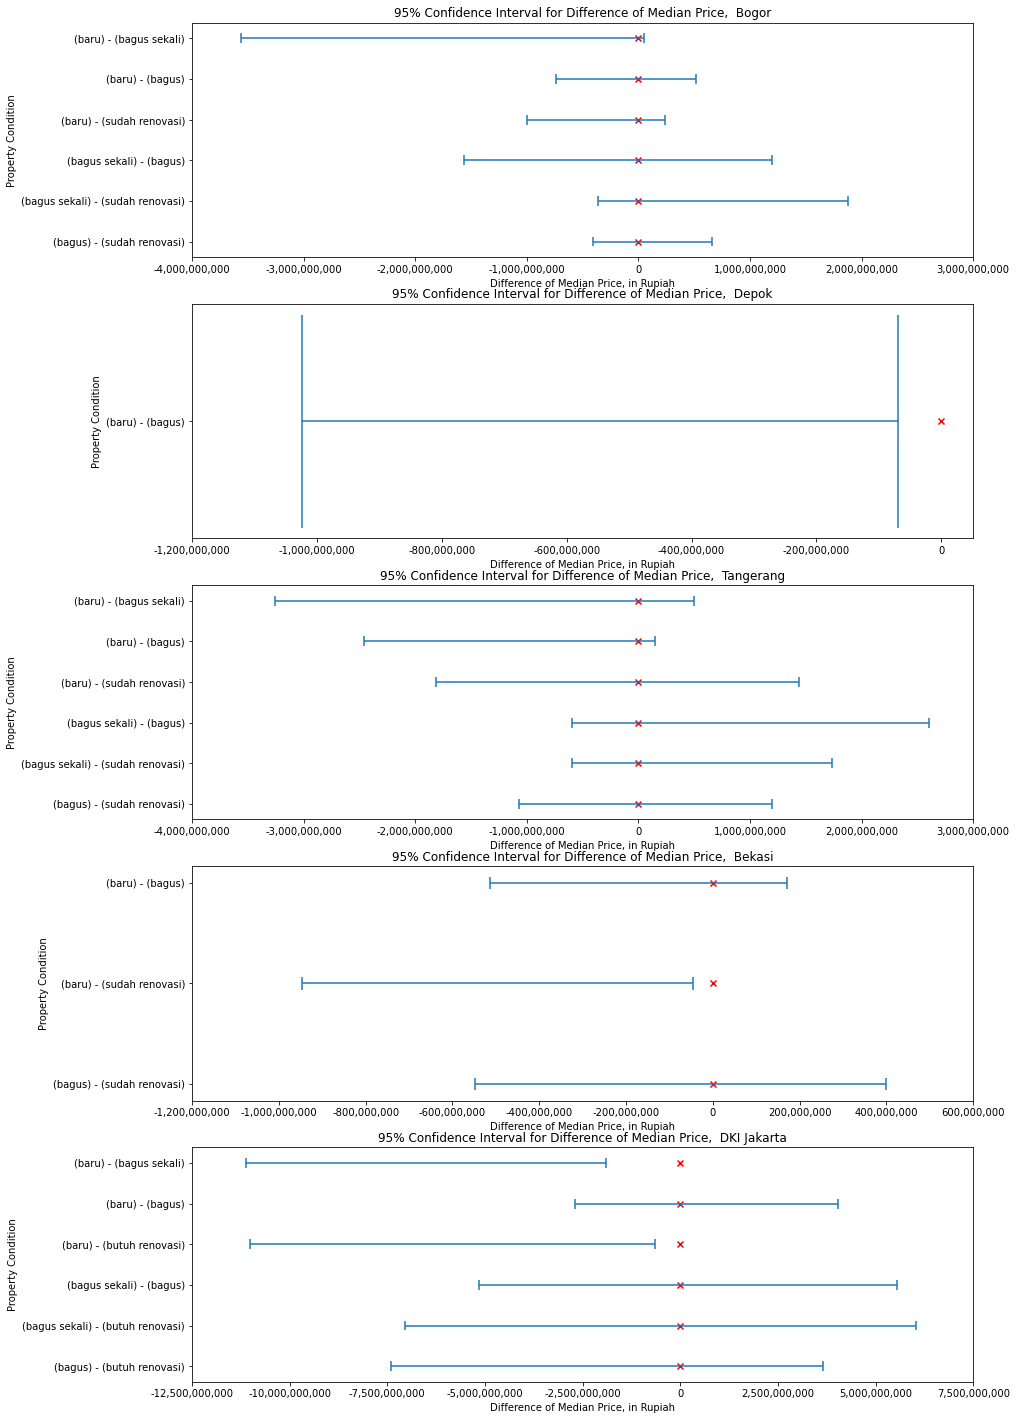 95% Confidence Interval for Difference of Median Price,  Bogor
Property Condition
(baru) - (bagus sekali)
(baru) - (bagus)
(baru) - (sudah renovasi)
(bagus sekali) - (bagus)
(bagus sekali) - (sudah renovasi)
(bagus) - (sudah renovasi)
-4,000,000,000 -3,000,000,000 -2,000,000,000 -1,000,000,000 0 1,000,000,000 2,000,000,000 3,000,000,000
Difference of Median Price, in Rupiah
95% Confidence Interval for Difference of Median Price,  Depok
Property Condition
(baru) - (bagus)
-1,200,000,000 -1,000,000,000 -800,000,000 -600,000,000 -400,000,000 -200,000,000 0
Difference of Median Price, in Rupiah
95% Confidence Interval for Difference of Median Price,  Tangerang
Property Condition
(baru) - (bagus sekali)
(baru) - (bagus)
(baru) - (sudah renovasi)
(bagus sekali) - (bagus)
(bagus sekali) - (sudah renovasi)
(bagus) - (sudah renovasi)
-4,000,000,000 -3,000,000,000 -2,000,000,000 -1,000,000,000 0 1,000,000,000 2,000,000,000 3,000,000,000
Difference of Median Price, in Rupiah
95% Confidence Interval for Difference of Median Price,  Bekasi
Property Condition
(baru) - (bagus)
(baru) - (sudah renovasi)
(bagus) - (sudah renovasi)
-1,200,000,000 -1,000,000,000 -800,000,000 -600,000,000 -400,000,000 -200,000,000 0 200,000,000 400,000,000 600,000,000
Difference of Median Price, in Rupiah
95% Confidence Interval for Difference of Median Price,  DKI Jakarta
Property Condition
(baru) - (bagus sekali)
(baru) - (bagus)
(baru) - (butuh renovasi)
(bagus sekali) - (bagus)
(bagus sekali) - (butuh renovasi)
(bagus) - (butuh renovasi)
-12,500,000,000 -10,000,000,000 -7,500,000,000 -5,000,000,000 -2,500,000,000 0 2,500,000,000 5,000,000,000 7,500,000,000
Difference of Median Price, in Rupiah